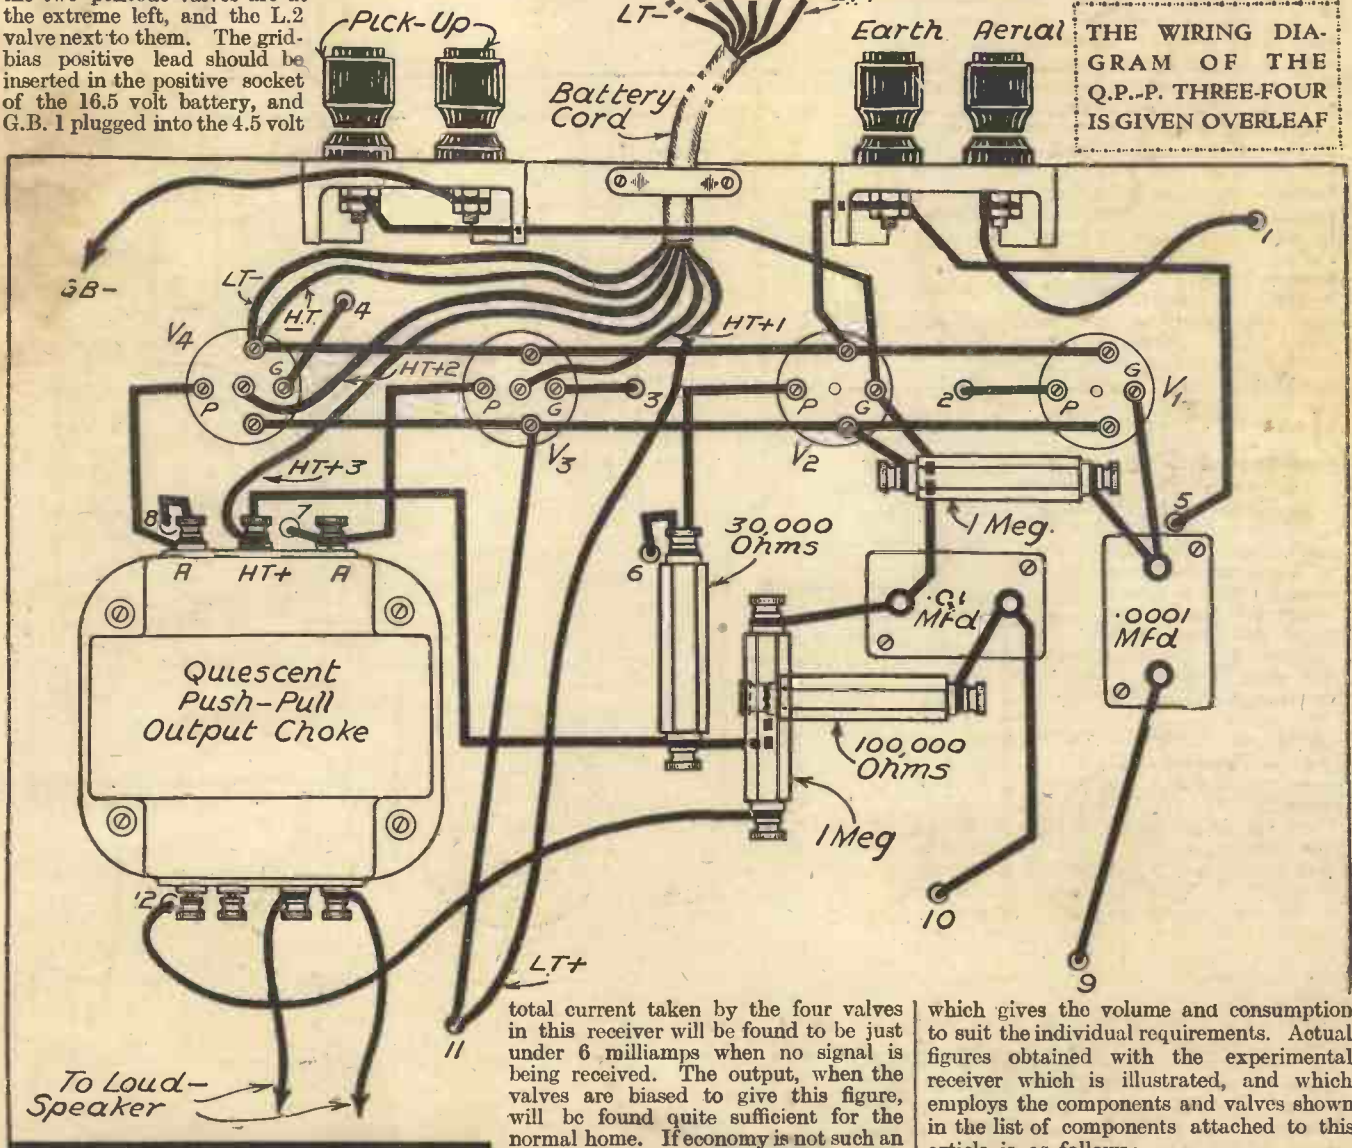 the extreme left, and the L.2
valve next to them. The grid-
bias positive lead should be
inserted in the positive socket
of the 16.5 volt battery, and
G.B. 1 plugged into the 4.5 volt
Pick-Up
LT-
Battery
Cord
Earth
Aerial
THE WIRING DIA-
GRAM OF THE
Q.P.-P. THREE-FOUR
IS GIVEN OVERLEAF
GB-
LT-
H.T.
4
1
V4
G
P
HT+2
HT+1
P
G
3
V3
P
G
V2
2
P
G
V1
HT+3
8
7
A
HT+
A
6
30,000
Ohms
1 Meg.
5
.01
Mfd
.0001
Mfd
Quiescent
Push-Pull
Output Choke
100,000
Ohms
1 Meg
12
10
9
LT+
11
To Loud-
Speaker
total current taken by the four valves
in this receiver will be found to be just
under 6 milliamps when no signal is
being received. The output, when the
valves are biased to give this figure,
will be found quite sufficient for the
normal home. If economy is not such an
which gives the volume and consumption
to suit the individual requirements. Actual
figures obtained with the experimental
receiver which is illustrated, and which
employs the components and valves shown
in the list of components attached to this